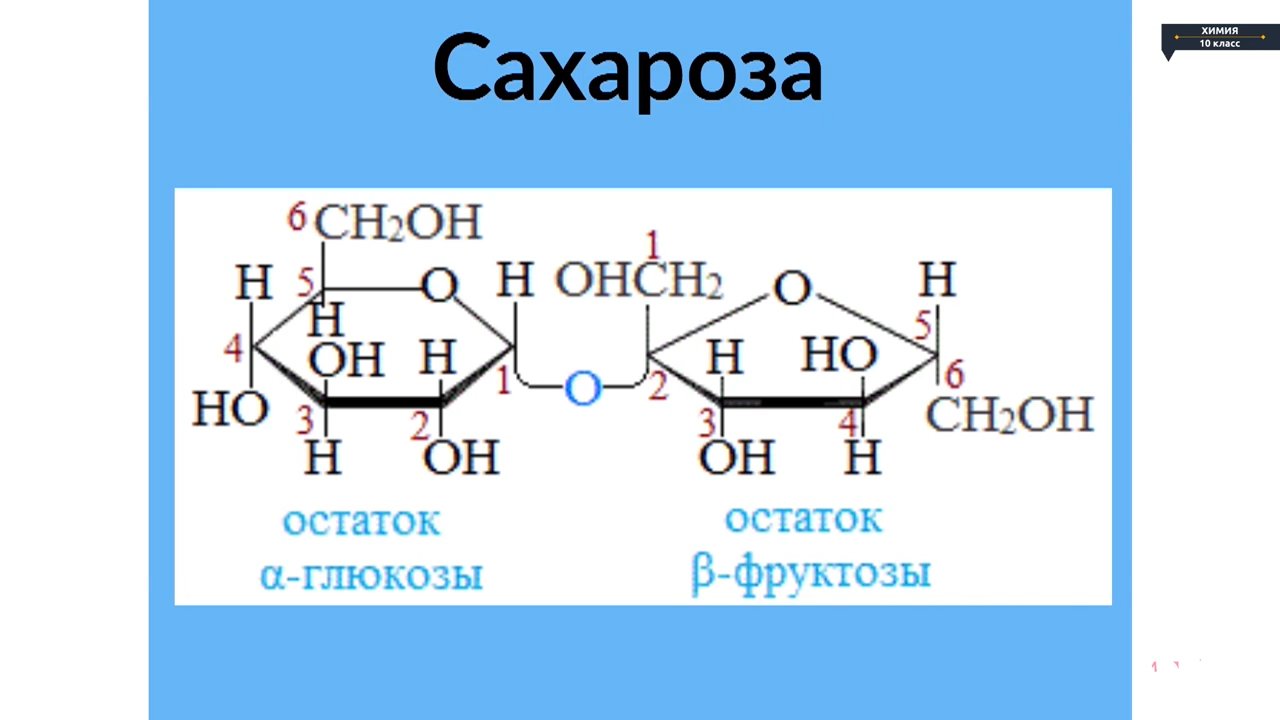 Сахароза
ХИМИЯ
10 класс
6 CH₂OH
H 5 O H OHCH₂ 1 O H
H 5
4 OH H H HO
1 O 2 6
HO 3 2 3 4 CH₂OH
H OH OH H
остаток остаток
α-глюкозы β-фруктозы